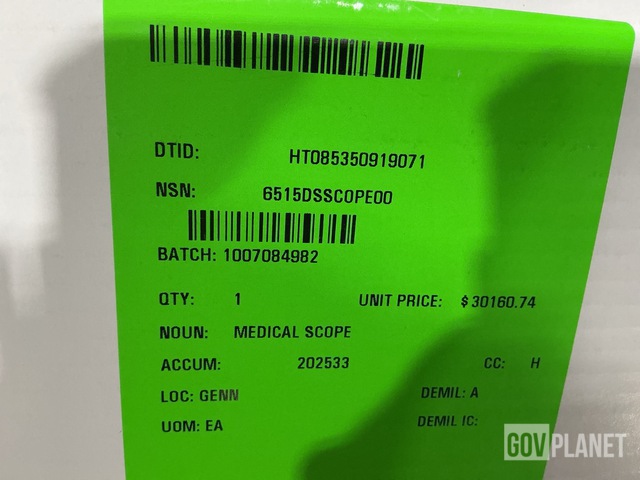 DTID: HT085350919071
NSN: 6515DSSCOPE00
BATCH: 1007084982
QTY: 1 UNIT PRICE: $ 30160.74
NOUN: MEDICAL SCOPE
ACCUM: 202533 CC: H
LOC: GENN DEMIL: A
UOM: EA DEMIL IC:
GOVPLANET